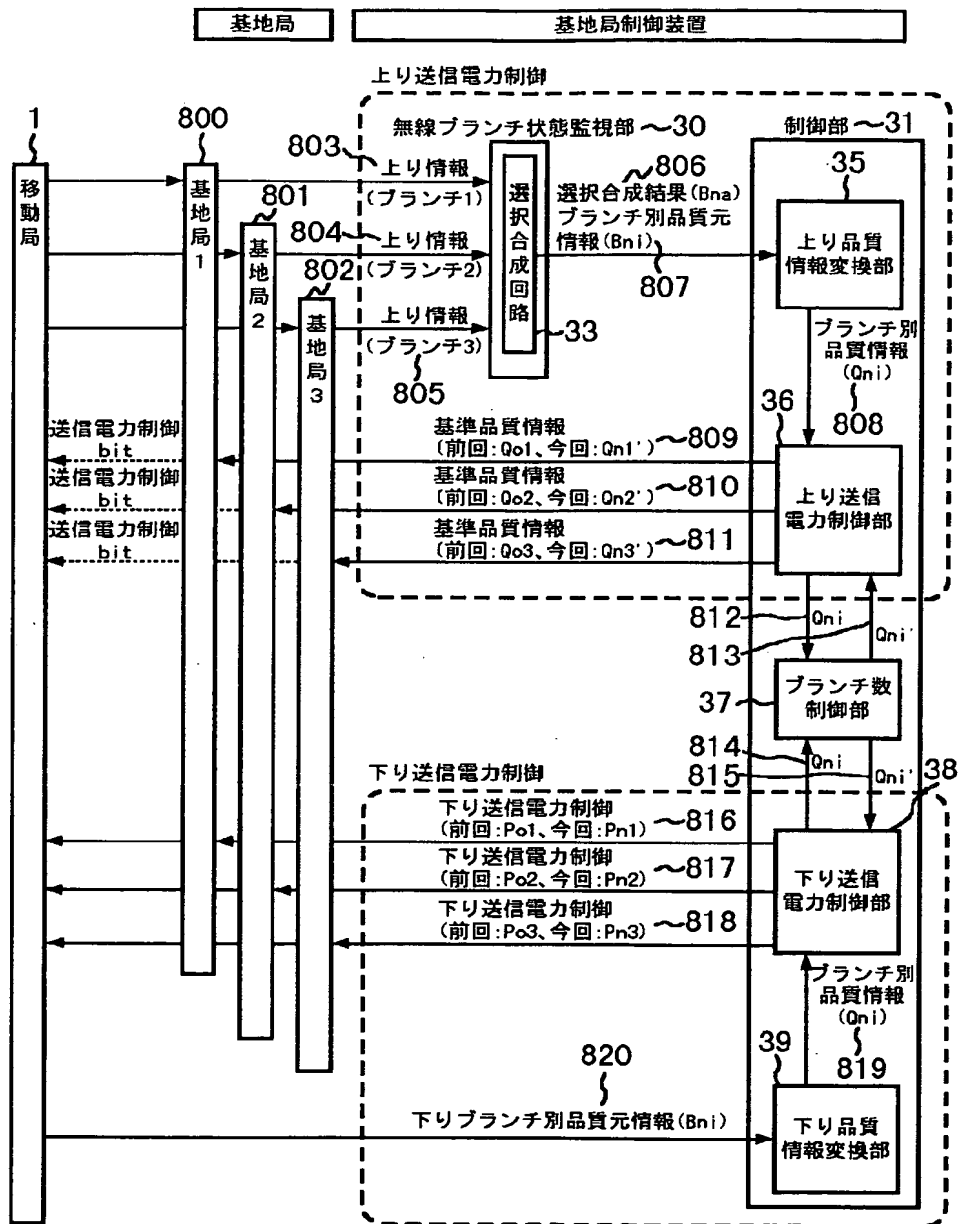 基地局
基地局制御装置
上り送信電力制御
1
800
803
無線ブランチ状態監視部
30
制御部
31
移動局
基地局1
801
基地局2
802
基地局3
上り情報
(ブランチ1)
804
上り情報
(ブランチ2)
上り情報
(ブランチ3)
805
選択合成回路
33
806
選択合成結果(Bna)
ブランチ別品質元
情報(Bni)
807
35
上り品質
情報変換部
ブランチ別
品質情報
(Qni)
808
36
上り送信
電力制御部
送信電力制御
bit
送信電力制御
bit
送信電力制御
bit
基準品質情報
(前回:Qo1、今回:Qn1')
809
基準品質情報
(前回:Qo2、今回:Qn2')
810
基準品質情報
(前回:Qo3、今回:Qn3')
811
812
Qni
813
Qni'
37
ブランチ数
制御部
814
Qni
815
Qni'
38
下り送信電力制御
下り送信電力制御
(前回:Po1、今回:Pn1)
816
下り送信電力制御
(前回:Po2、今回:Pn2)
817
下り送信電力制御
(前回:Po3、今回:Pn3)
818
下り送信
電力制御部
ブランチ別
品質情報
(Qni)
819
39
下り品質
情報変換部
820
下りブランチ別品質元情報(Bni)